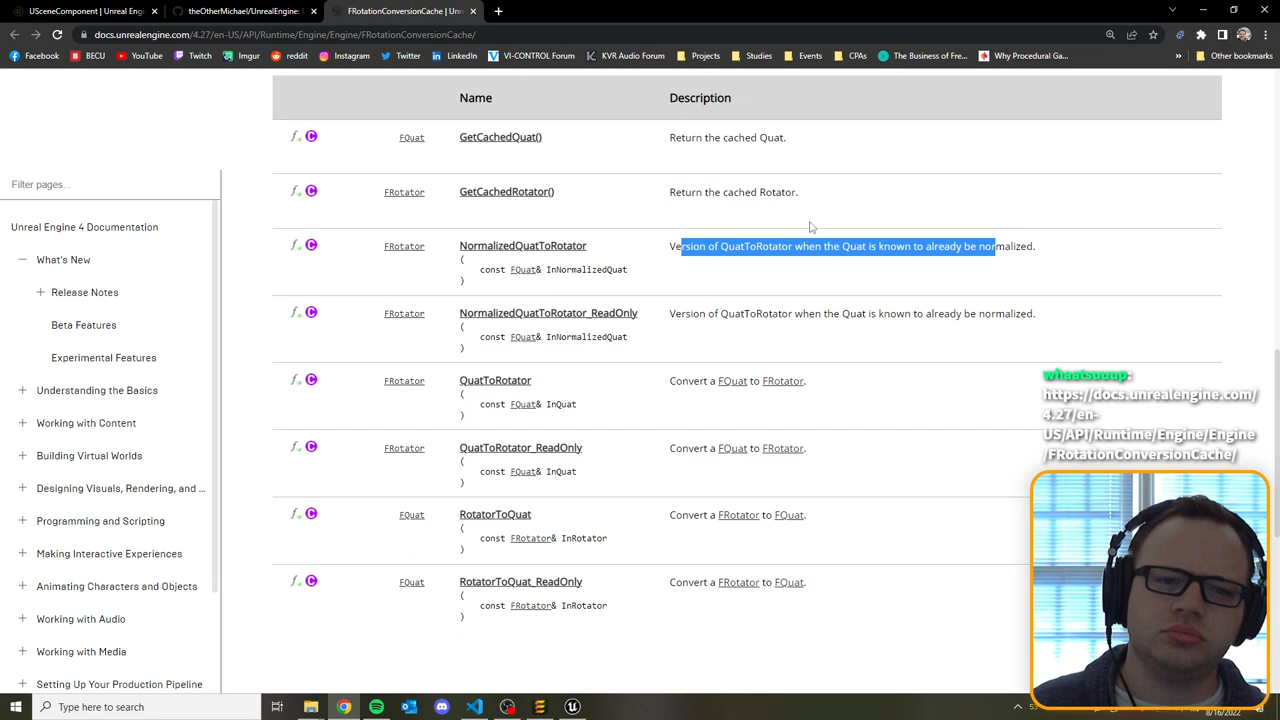 USceneComponent | Unreal Engine
theOtherMichael/UnrealEngine:
FRotationConversionCache | Unre
docs.unrealengine.com/4.27/en-US/API/Runtime/Engine/Engine/FRotationConversionCache/
Facebook BECU YouTube Twitch Imgur reddit Instagram Metricool LinkedIn VI-CONTROL Forum KVR Audio Forum Projects Studios Events CPAs The Business of... Why Procedural Ga...
Name Description
FQuat GetCachedQuat() Return the cached Quat.
FRotator GetCachedRotator() Return the cached Rotator.
FRotator NormalizedQuatToRotator Version of QuatToRotator when the Quat is known to already be normalized.
(
const FQuat& InNormalizedQuat
)
FRotator NormalizedQuatToRotator_ReadOnly Version of QuatToRotator when the Quat is known to already be normalized.
(
const FQuat& InNormalizedQuat
)
FRotator QuatToRotator Convert a FQuat to FRotator.
(
const FQuat& InQuat
)
FRotator QuatToRotator_ReadOnly Convert a FQuat to FRotator.
(
const FQuat& InQuat
)
FQuat RotatorToQuat Convert a FRotator to FQuat.
(
const FRotator& InRotator
)
FQuat RotatorToQuat_ReadOnly Convert a FRotator to FQuat.
(
const FRotator& InRotator
)
Filter pages...
Unreal Engine 4 Documentation
What's New
Release Notes
Beta Features
Experimental Features
Understanding the Basics
Working with Content
Building Virtual Worlds
Designing Visuals, Rendering, and ...
Programming and Scripting
Making Interactive Experiences
Animating Characters and Objects
Working with Audio
Working with Media
Setting Up Your Production Pipeline
whaatsuuup:
https://docs.unrealengine.com/
4.27/en-
US/API/Runtime/Engine/Engine
/FRotationConversionCache/
Type here to search
8/16/2022